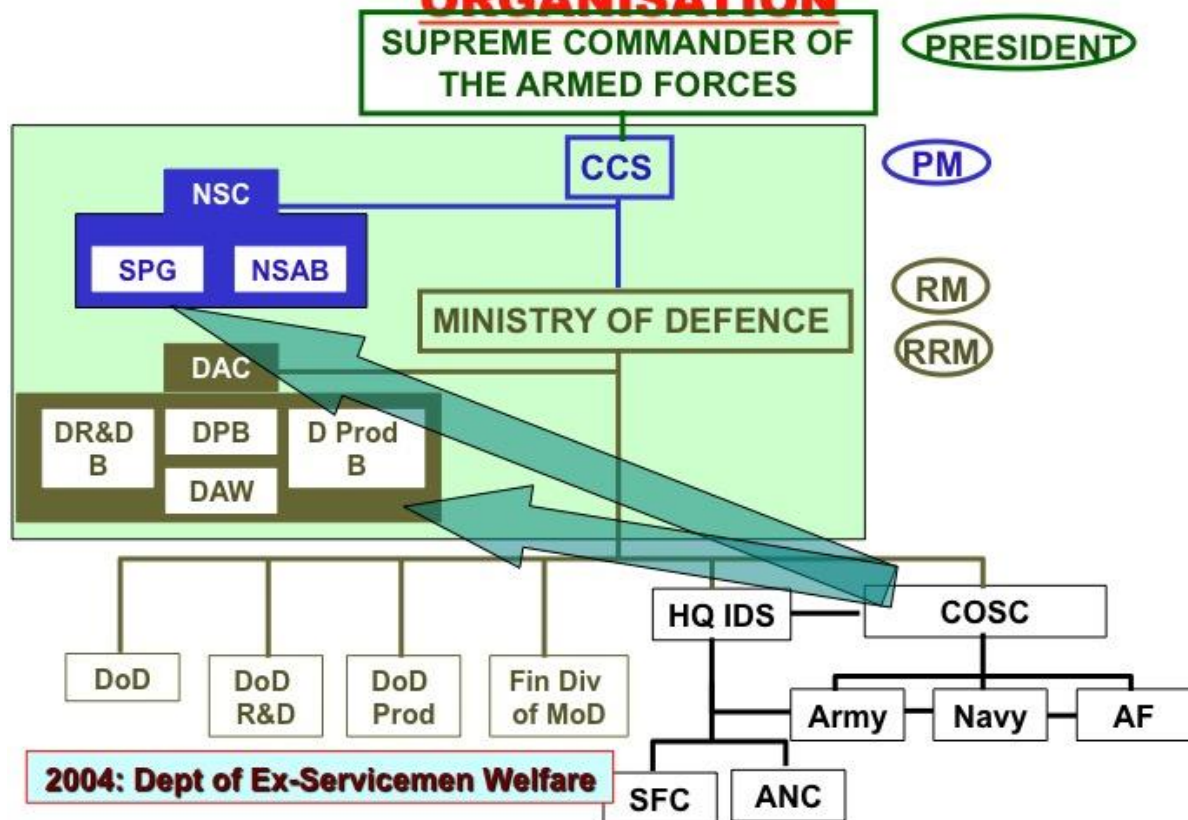 ORGANISATION
SUPREME COMMANDER OF
THE ARMED FORCES
PRESIDENT
CCS
PM
NSC
SPG
NSAB
RM
MINISTRY OF DEFENCE
RRM
DAC
DR&D
B
DPB
D Prod
B
DAW
HQ IDS
COSC
DoD
DoD
R&D
DoD
Prod
Fin Div
of MoD
Army
Navy
AF
2004: Dept of Ex-Servicemen Welfare
SFC
ANC